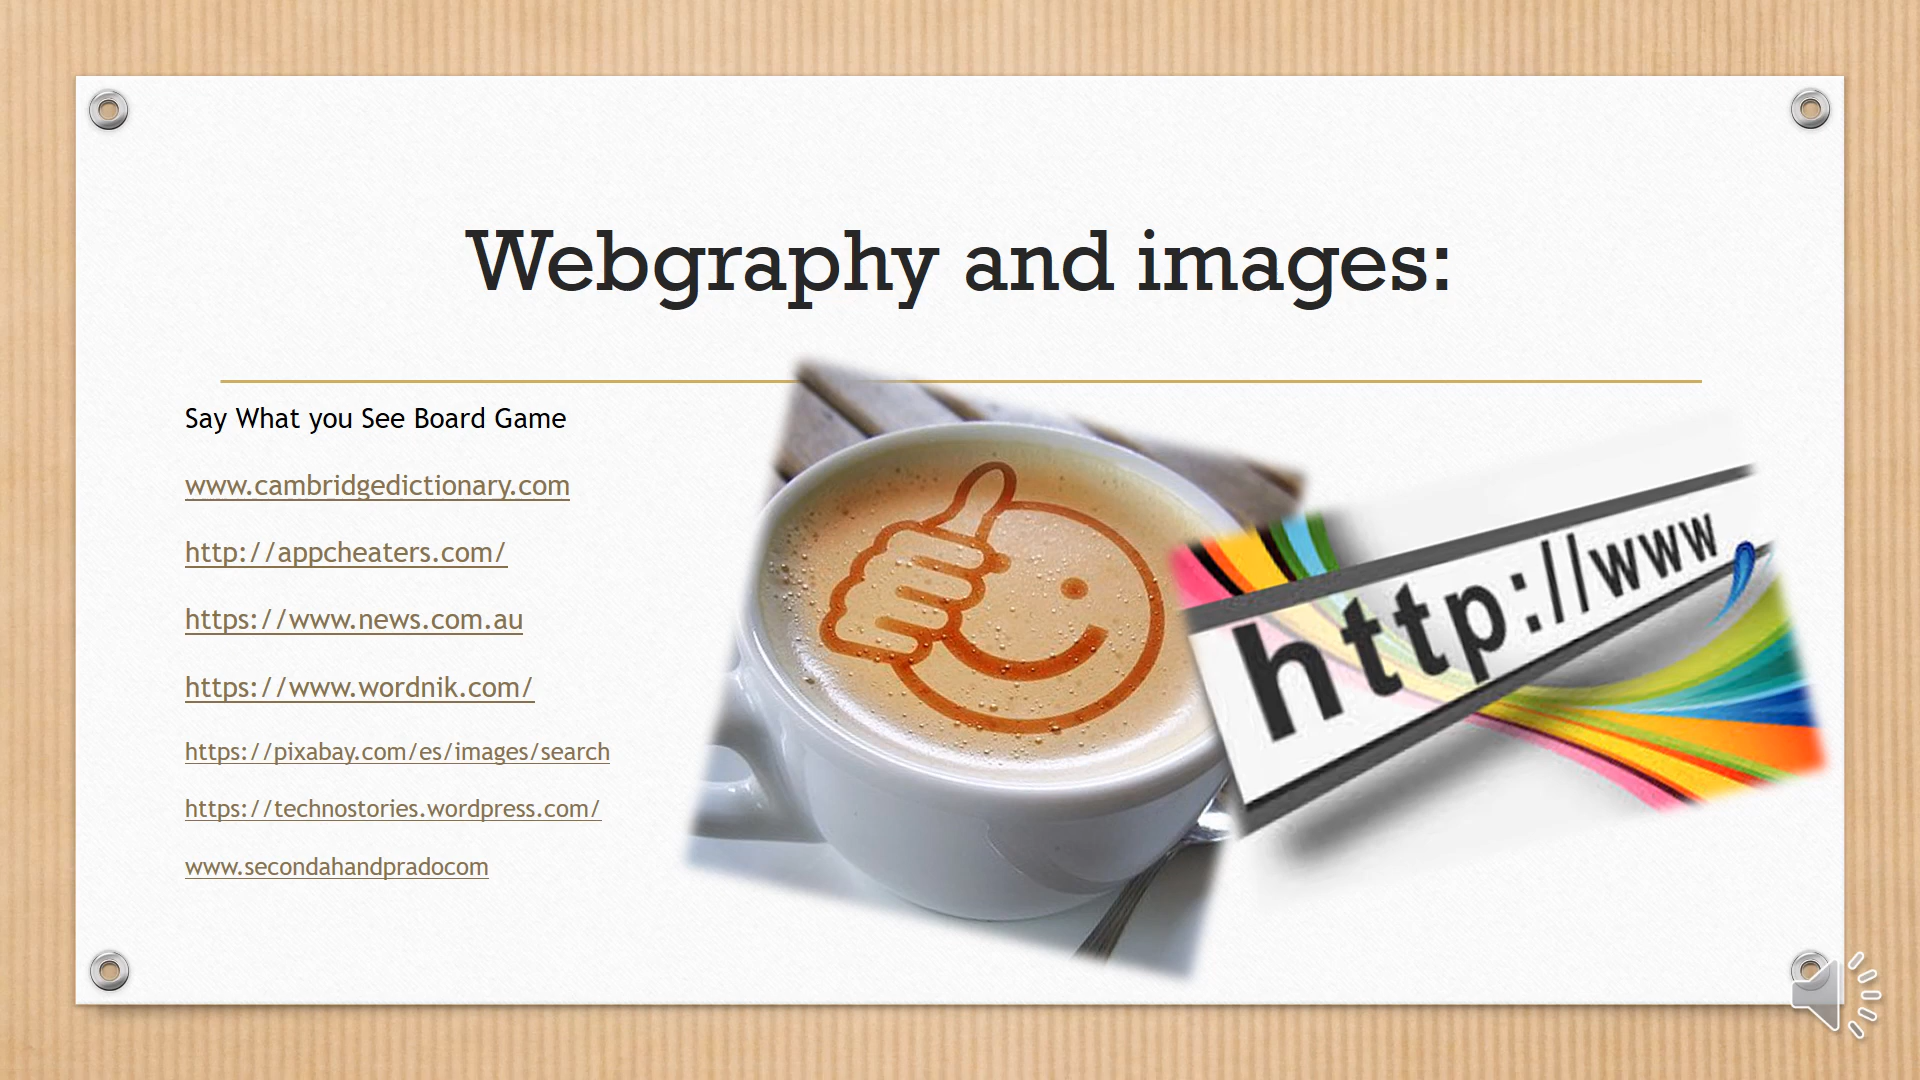 Webgraphy and images:
Say What you See Board Game
www.cambridgedictionary.com
http://appcheaters.com/
https://www.news.com.au
https://www.wordnik.com/
https://pixabay.com/es/images/search
https://technostories.wordpress.com/
www.secondahandpradocom
http://www